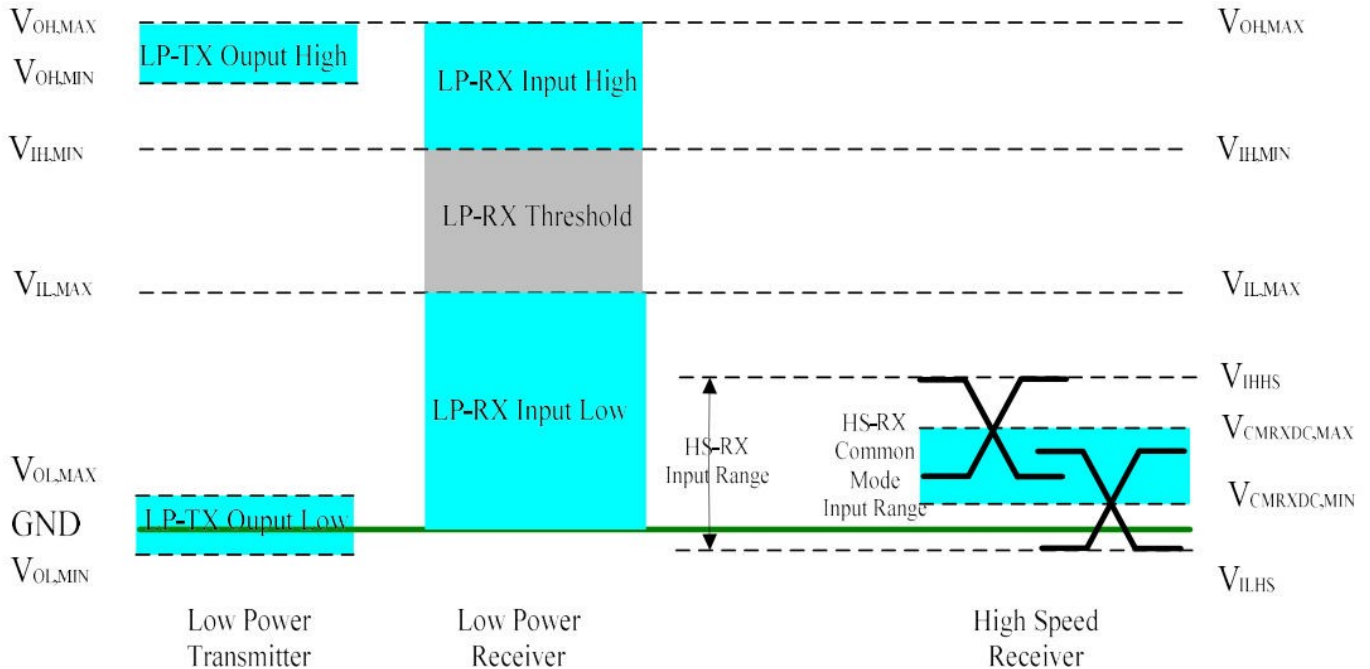 VOH,MAX
VOH,MIN
VIH,MIN
VIL,MAX
VOL,MAX
GND
VOL,MIN
LP-TX Ouput High
LP-RX Input High
LP-RX Threshold
LP-RX Input Low
LP-TX Ouput Low
HS-RX
Input Range
HS-RX
Common
Mode
Input Range
VOH,MAX
VIH,MIN
VIL,MAX
VIHHS
VCMRXDC,MAX
VCMRXDC,MIN
VILHS
Low Power
Transmitter
Low Power
Receiver
High Speed
Receiver